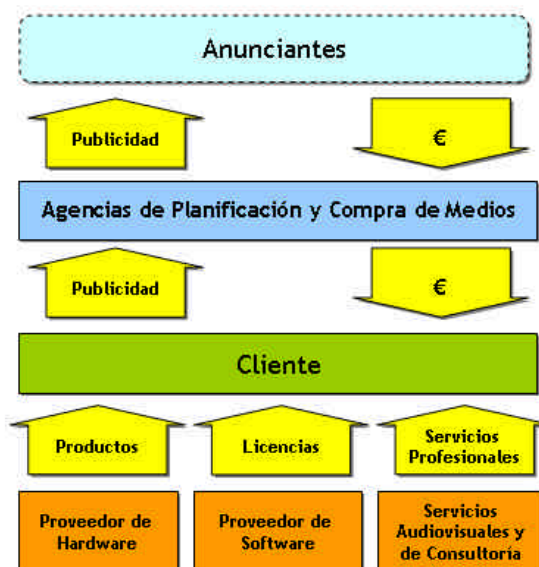 Anunciantes
Publicidad
€
Agencias de Planificación y Compra de Medios
Publicidad
€
Cliente
Productos
Licencias
Servicios
Profesionales
Proveedor de
Hardware
Proveedor de
Software
Servicios
Audiovisuales y
de Consultoría